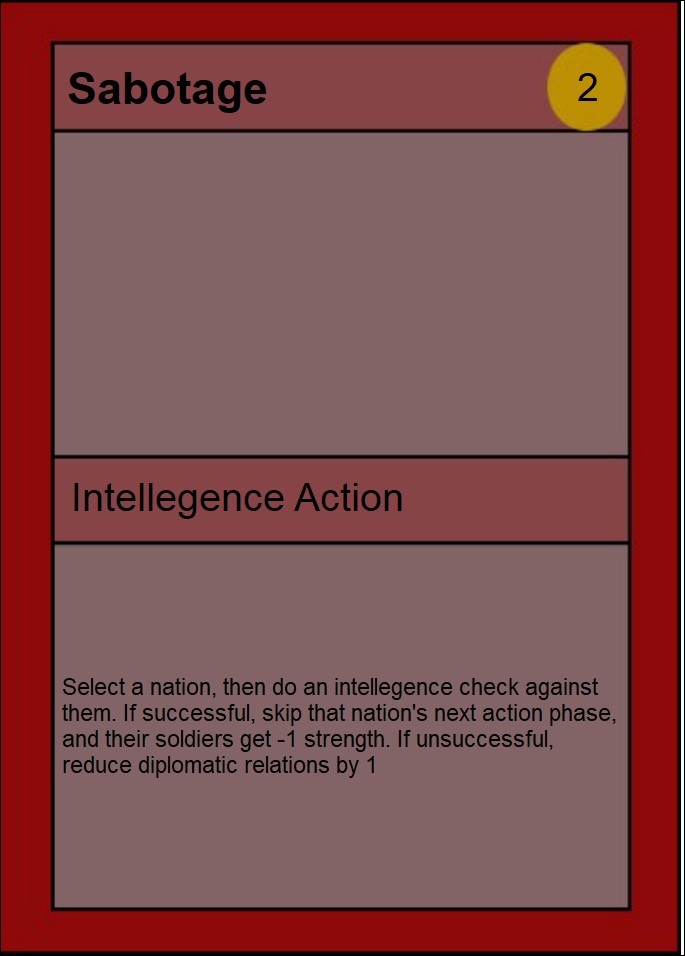 Sabotage
2
Intellegence Action
Select a nation, then do an intellegence check against
them. If successful, skip that nation's next action phase,
and their soldiers get -1 strength. If unsuccessful,
reduce diplomatic relations by 1